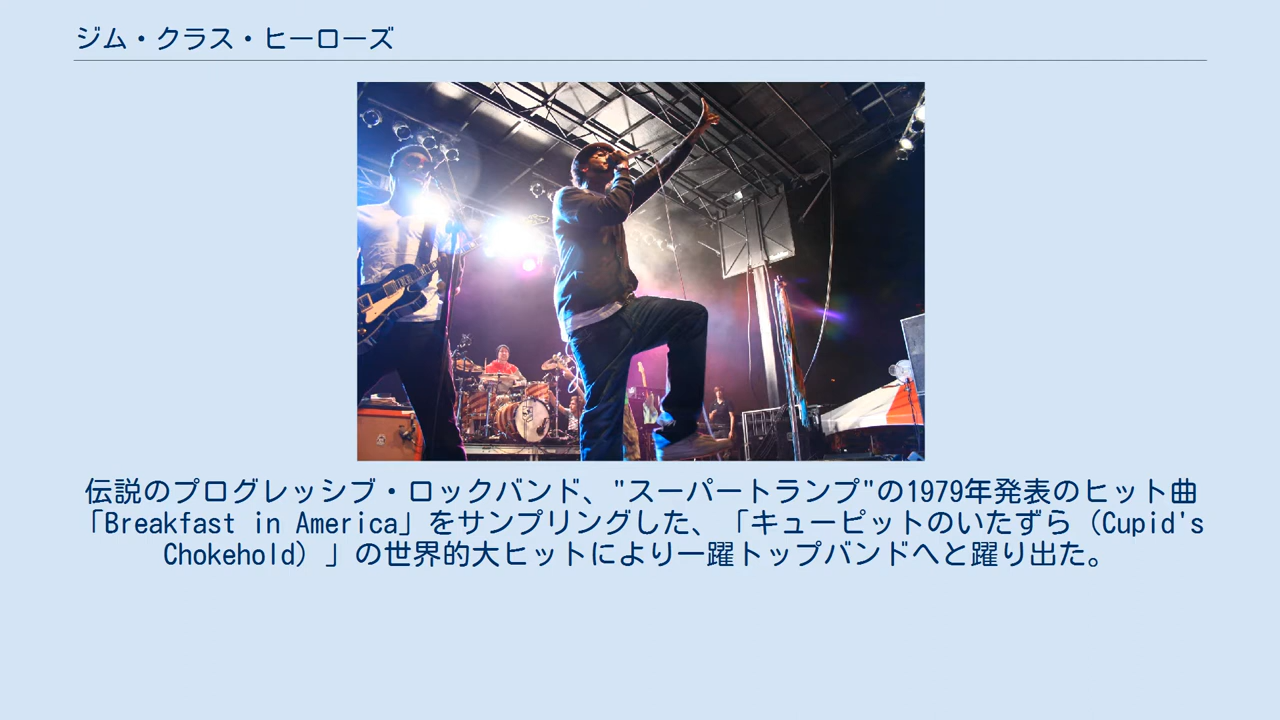 ジム・クラス・ヒーローズ
伝説のプログレッシブ・ロックバンド、"スーパートランプ"の1979年発表のヒット曲
「Breakfast in America」をサンプリングした、「キューピットのいたずら（Cupid's
Chokehold）」の世界的大ヒットにより一躍トップバンドへと躍り出た。